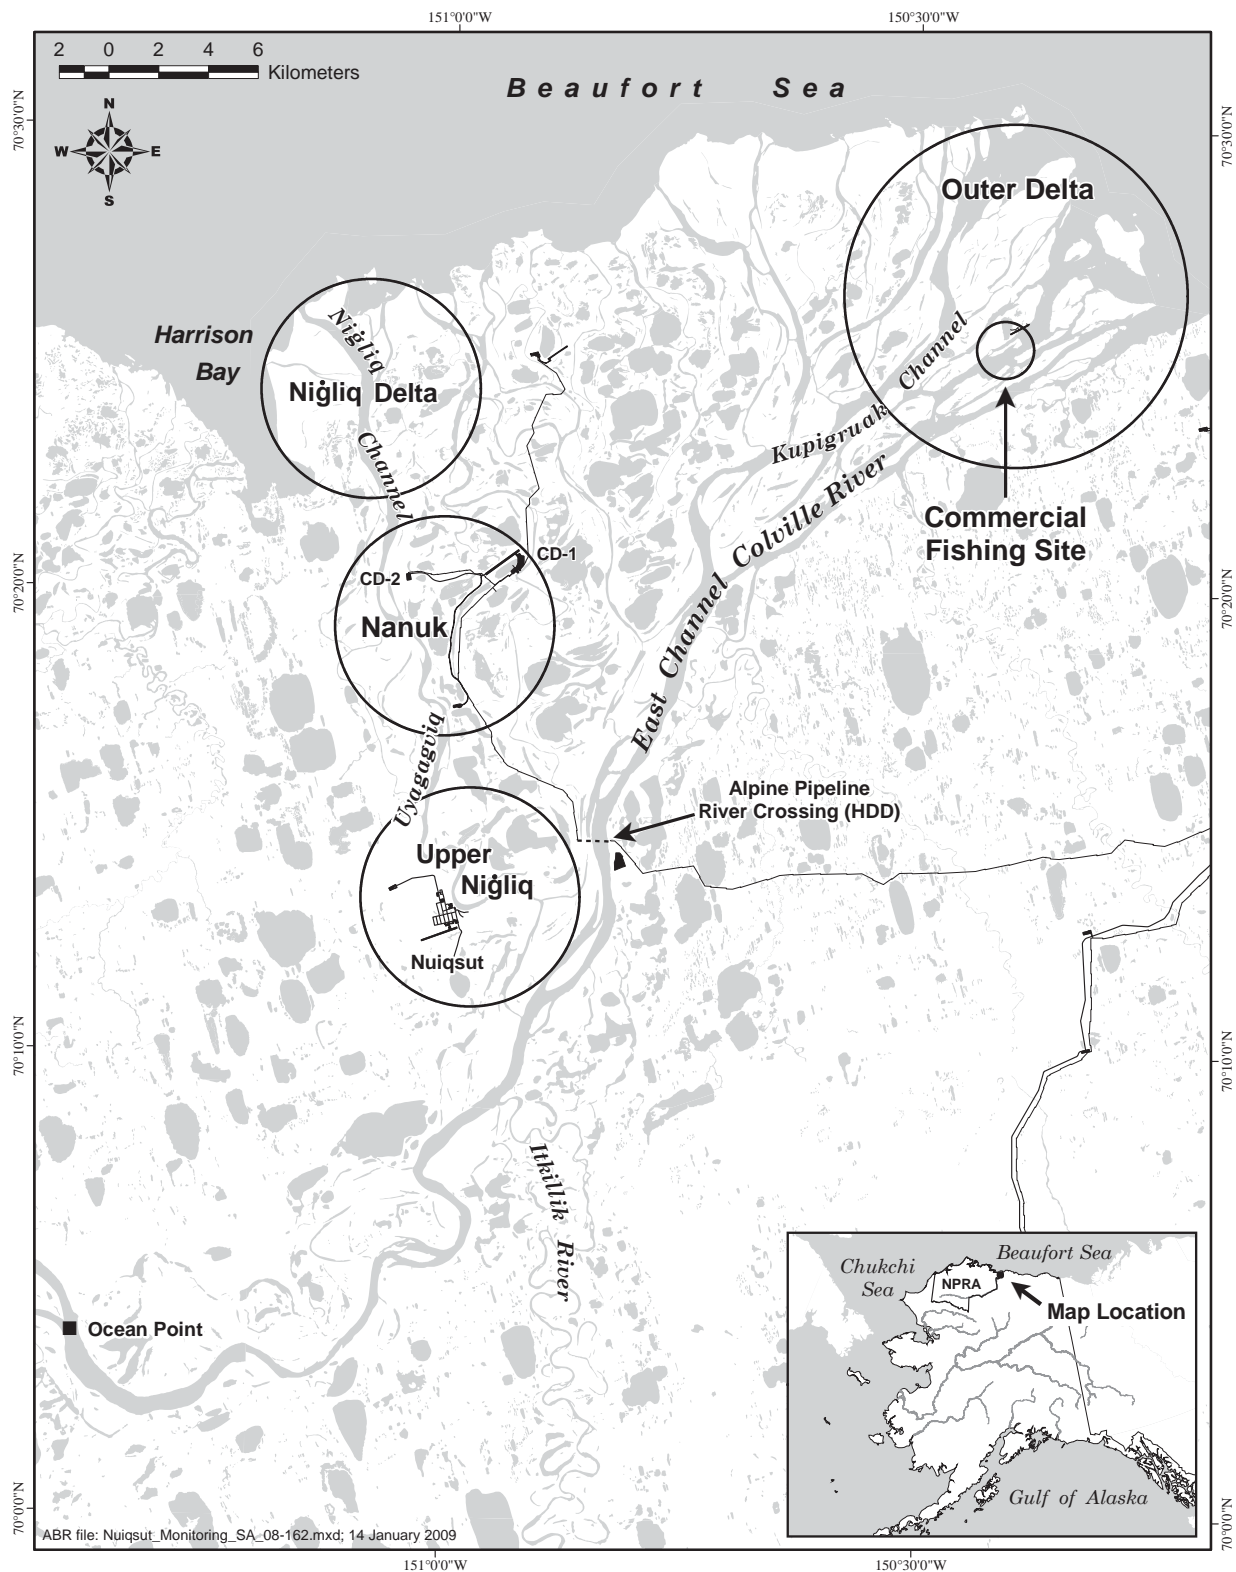 151°0'0"W
150°30'0"W
2 0 2 4 6
Kilometers
Beaufort Sea
N
W E
S
70°30'0"N
70°30'0"N
Outer Delta
Harrison
Bay
Niġliq
Channel
Niġliq Delta
Kupigruak Channel
Commercial
Fishing Site
East Channel Colville River
CD-1
CD-2
Nanuk
70°20'0"N
70°20'0"N
Uyagagviq
Alpine Pipeline
River Crossing (HDD)
Upper
Niġliq
Nuiqsut
70°10'0"N
70°10'0"N
Itkillik River
Ocean Point
Chukchi
Sea
Beaufort Sea
NPRA
Map Location
Gulf of Alaska
70°0'0"N
70°0'0"N
ABR file: Nuiqsut_Monitoring_SA_08-162.mxd; 14 January 2009
151°0'0"W
150°30'0"W